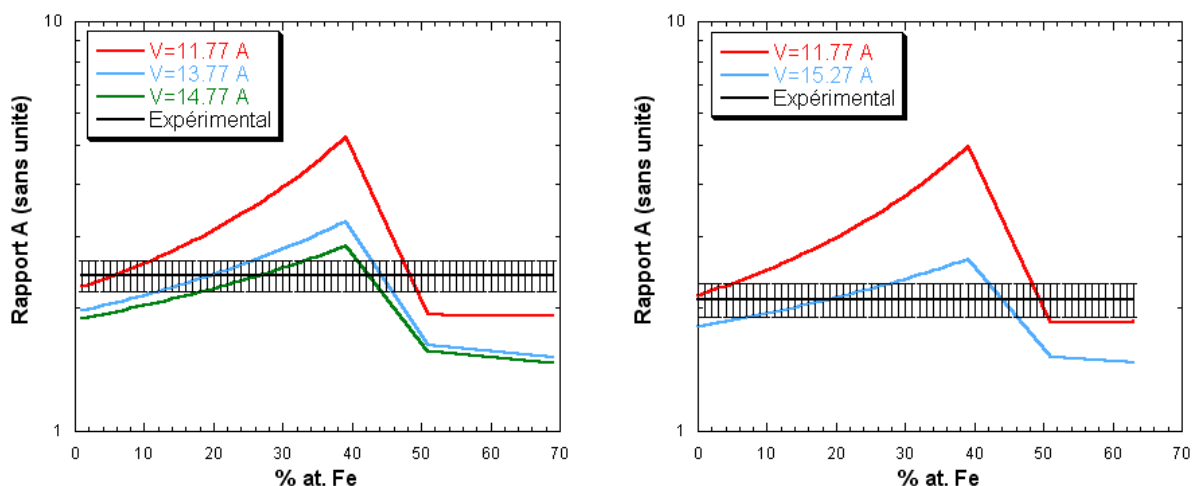 10
V=11.77 A
V=13.77 A
V=14.77 A
Expérimental
Rapport A (sans unité)
1
0 10 20 30 40 50 60 70
% at. Fe
10
V=11.77 A
V=15.27 A
Expérimental
Rapport A (sans unité)
1
0 10 20 30 40 50 60 70
% at. Fe